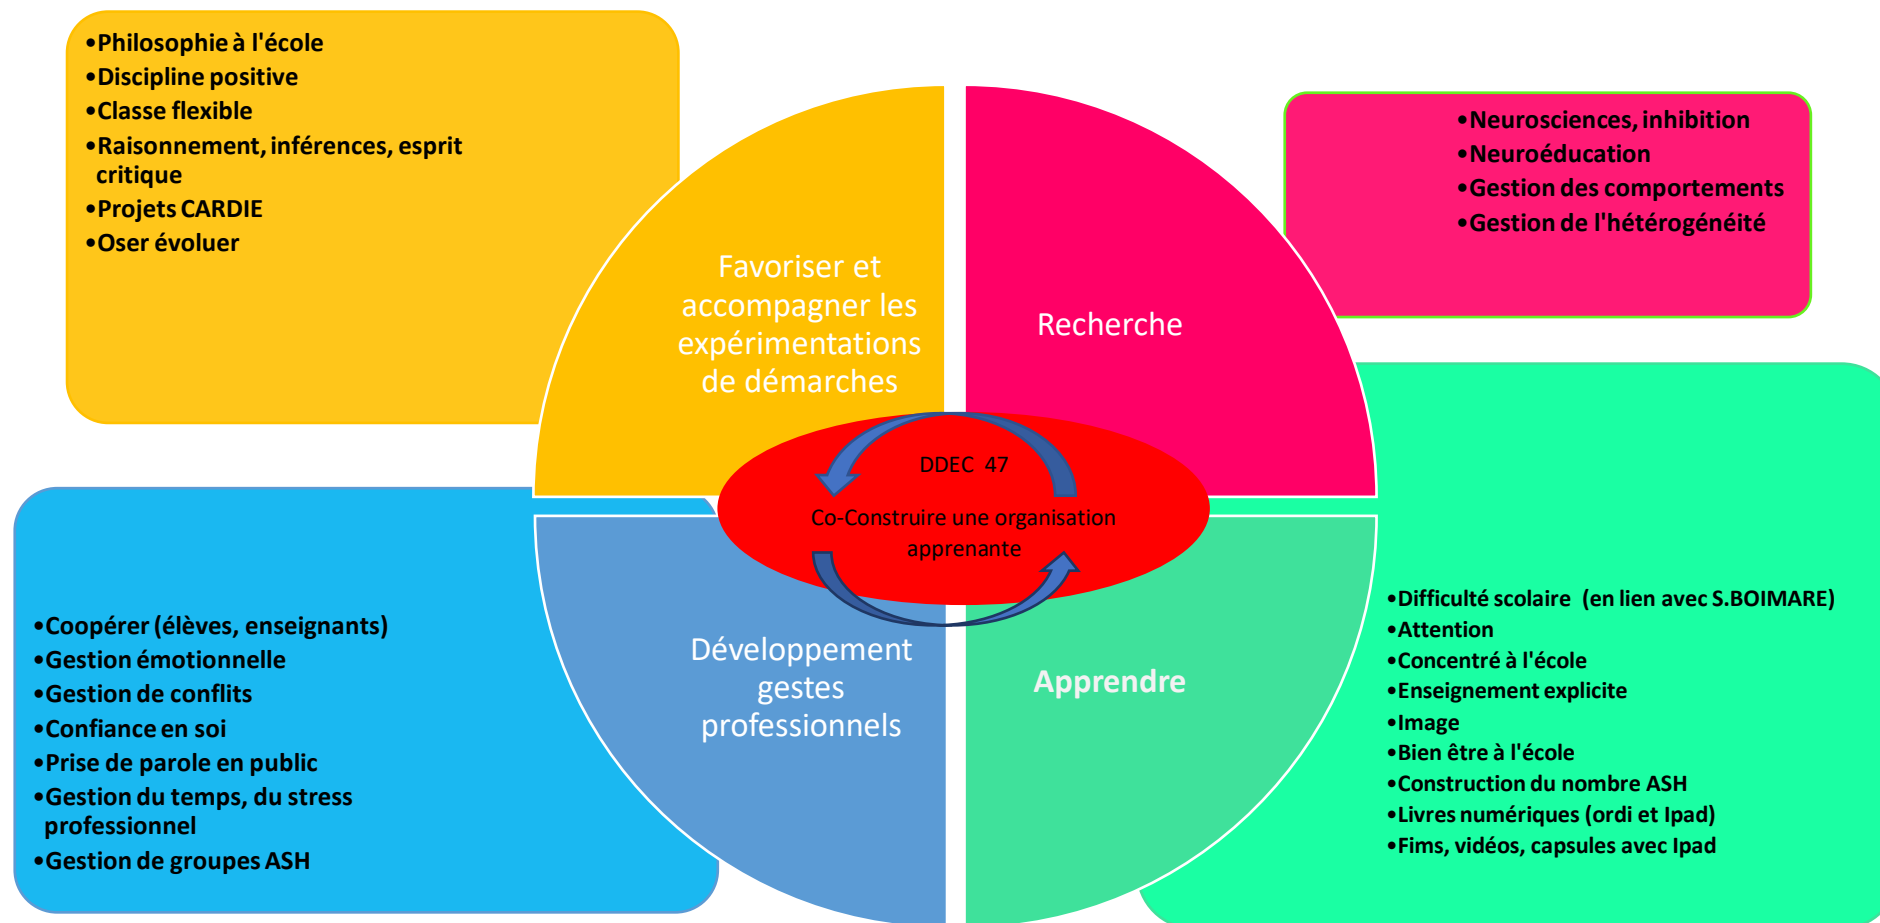 •Philosophie à l'école
•Discipline positive
•Classe flexible
•Raisonnement, inférences, esprit
critique
•Projets CARDIE
•Oser évoluer
•Neurosciences, inhibition
•Neuroéducation
•Gestion des comportements
•Gestion de l'hétérogénéité
Favoriser et
accompagner les
expérimentations
de démarches
Recherche
DDEC 47
Co-Construire une organisation
apprenante
Développement
gestes
professionnels
Apprendre
•Coopérer (élèves, enseignants)
•Gestion émotionnelle
•Gestion de conflits
•Confiance en soi
•Prise de parole en public
•Gestion du temps, du stress
professionnel
•Gestion de groupes ASH
•Difficulté scolaire (en lien avec S.BOIMARE)
•Attention
•Concentré à l'école
•Enseignement explicite
•Image
•Bien être à l'école
•Construction du nombre ASH
•Livres numériques (ordi et Ipad)
•Fims, vidéos, capsules avec Ipad